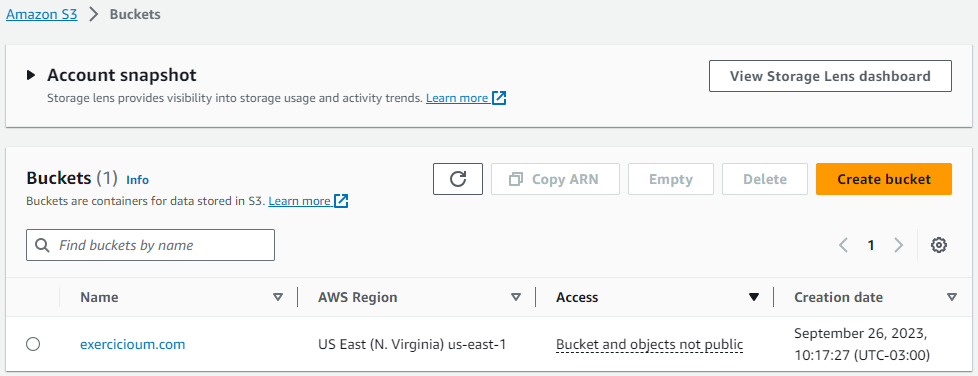 Amazon S3 > Buckets
Account snapshot
View Storage Lens dashboard
Storage lens provides visibility into storage usage and activity trends. Learn more
Buckets (1) Info
Copy ARN Empty Delete Create bucket
Buckets are containers for data stored in S3. Learn more
Find buckets by name
1
Name AWS Region Access Creation date
exercicioum.com US East (N. Virginia) us-east-1 Bucket and objects not public September 26, 2023,
10:17:27 (UTC-03:00)